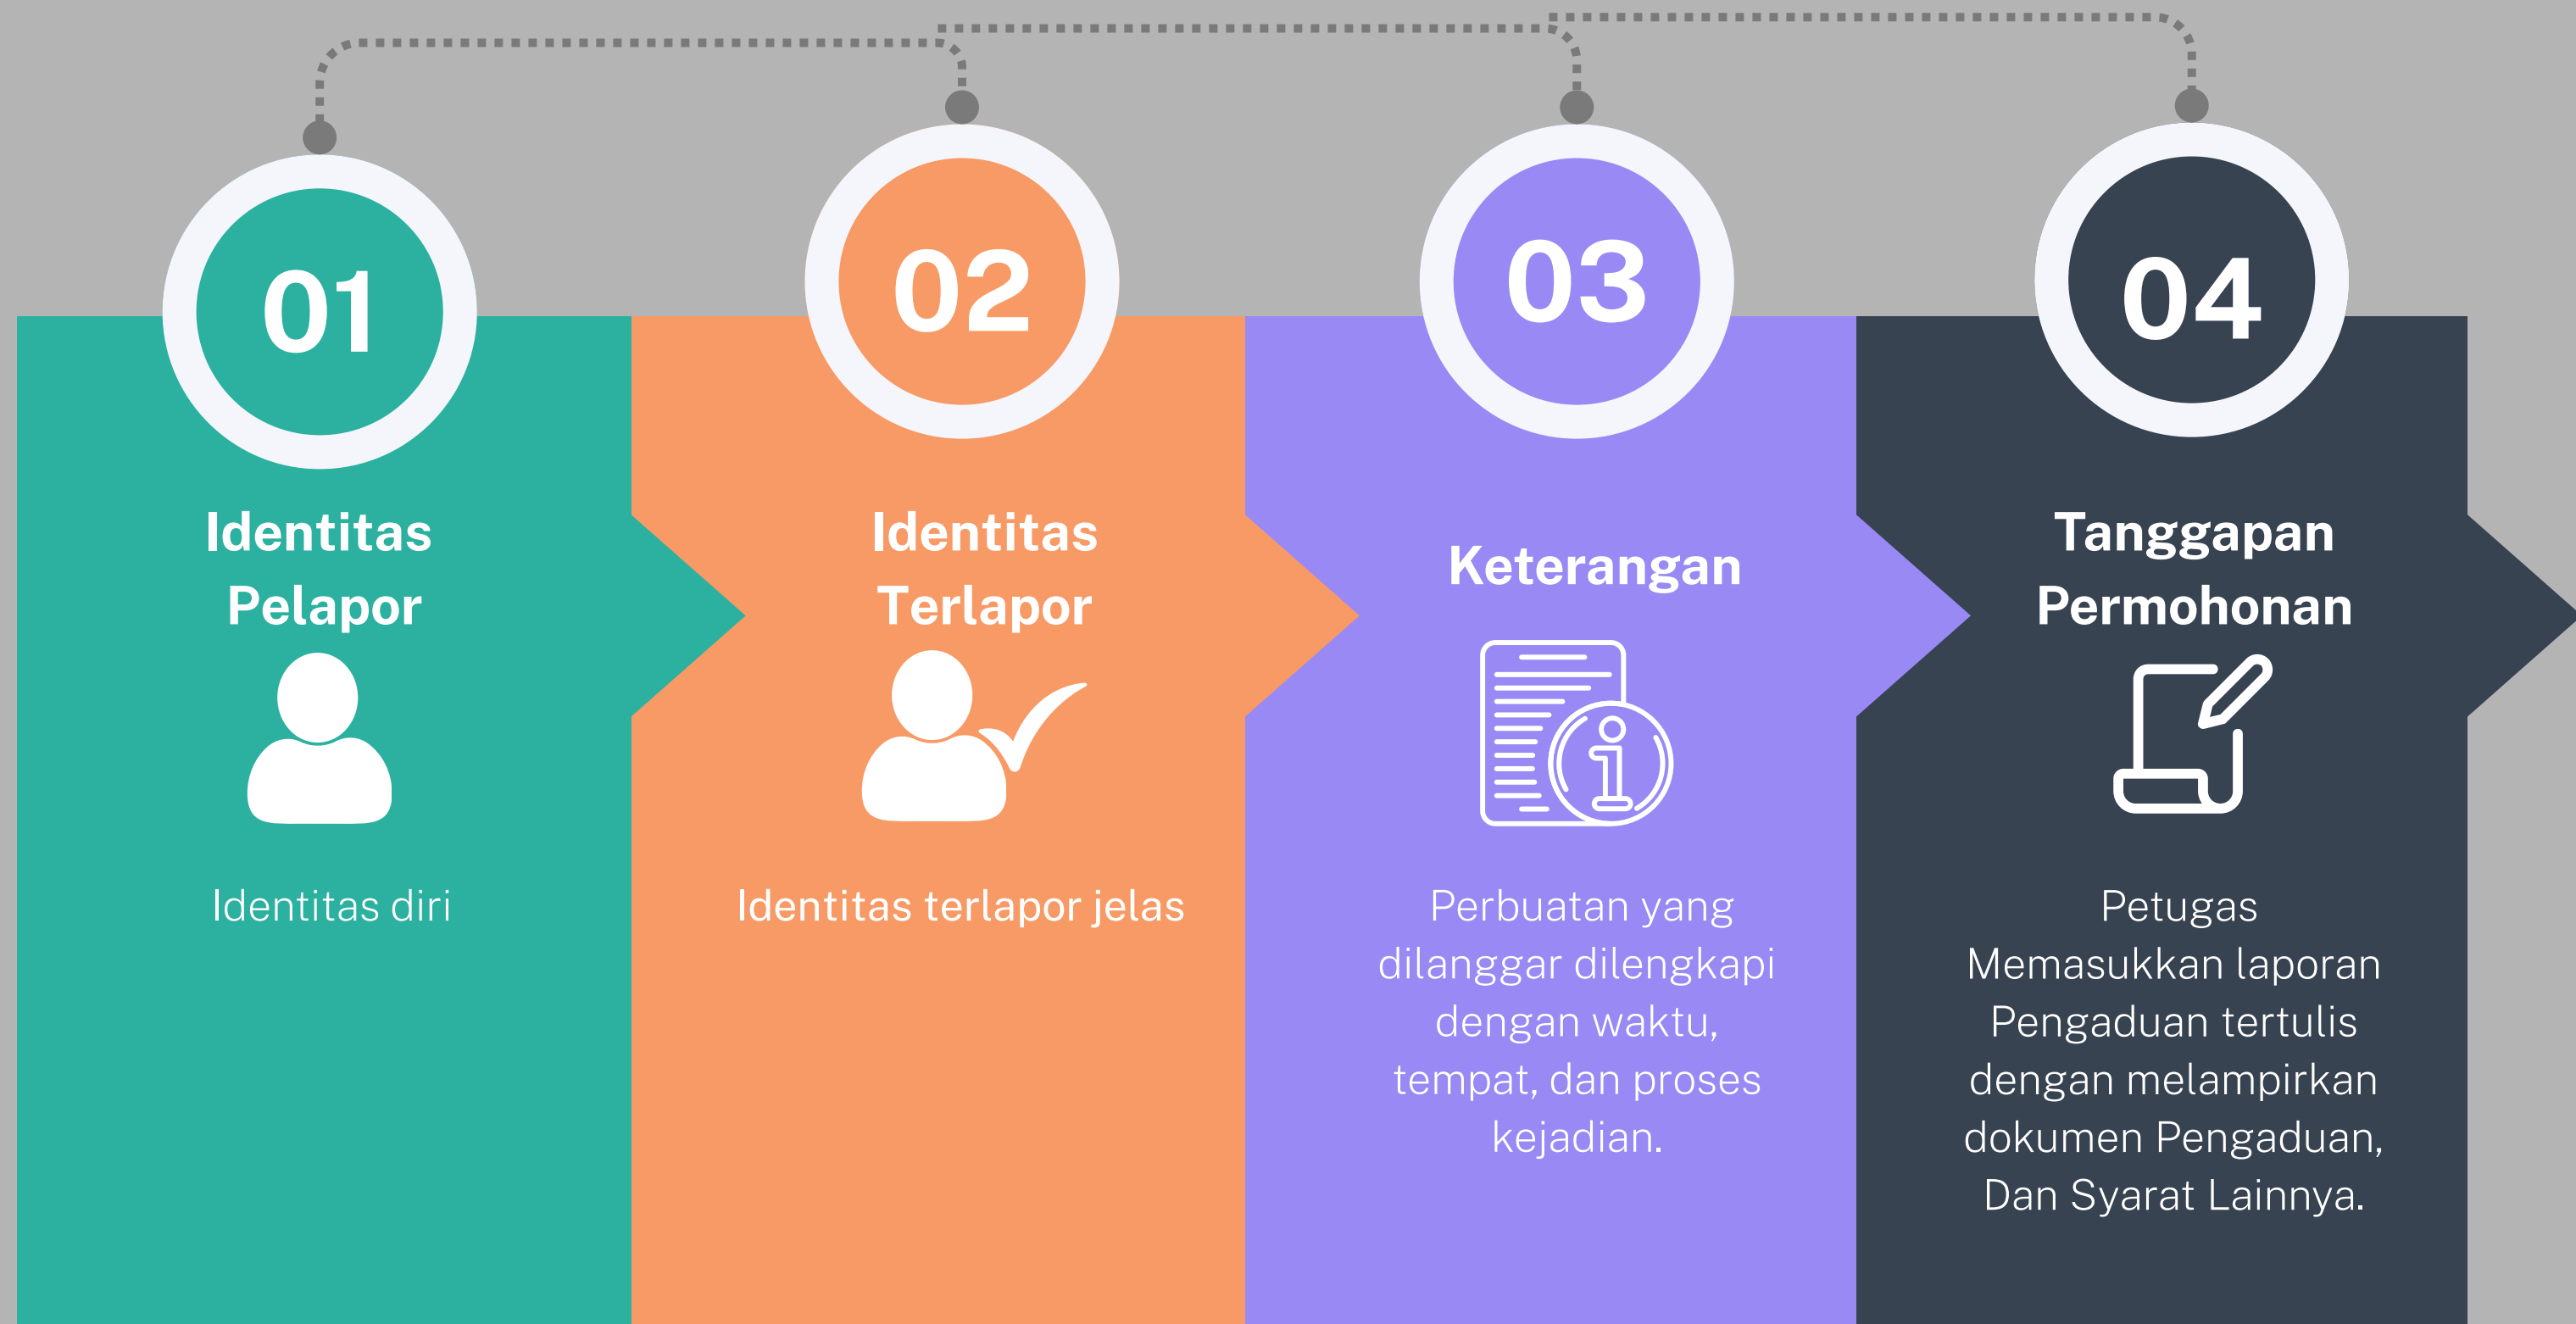 01
Identitas
Pelapor
Identitas diri
02
Identitas
Terlapor
Identitas terlapor jelas
03
Keterangan
Perbuatan yang
dilanggar dilengkapi
dengan waktu,
tempat, dan proses
kejadian.
04
Tanggapan
Permohonan
Petugas
Memasukkan laporan
Pengaduan tertulis
dengan melampirkan
dokumen Pengaduan,
Dan Syarat Lainnya.